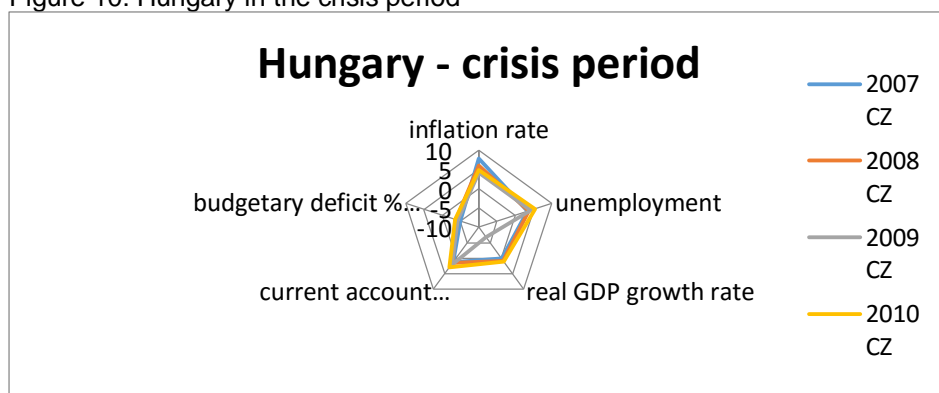 Figure 10: Hungary in the crisis period
Hungary - crisis period
inflation rate
10
5
0
-5
-10
unemployment
real GDP growth rate
current account...
budgetary deficit %...
2007
CZ
2008
CZ
2009
CZ
2010
CZ